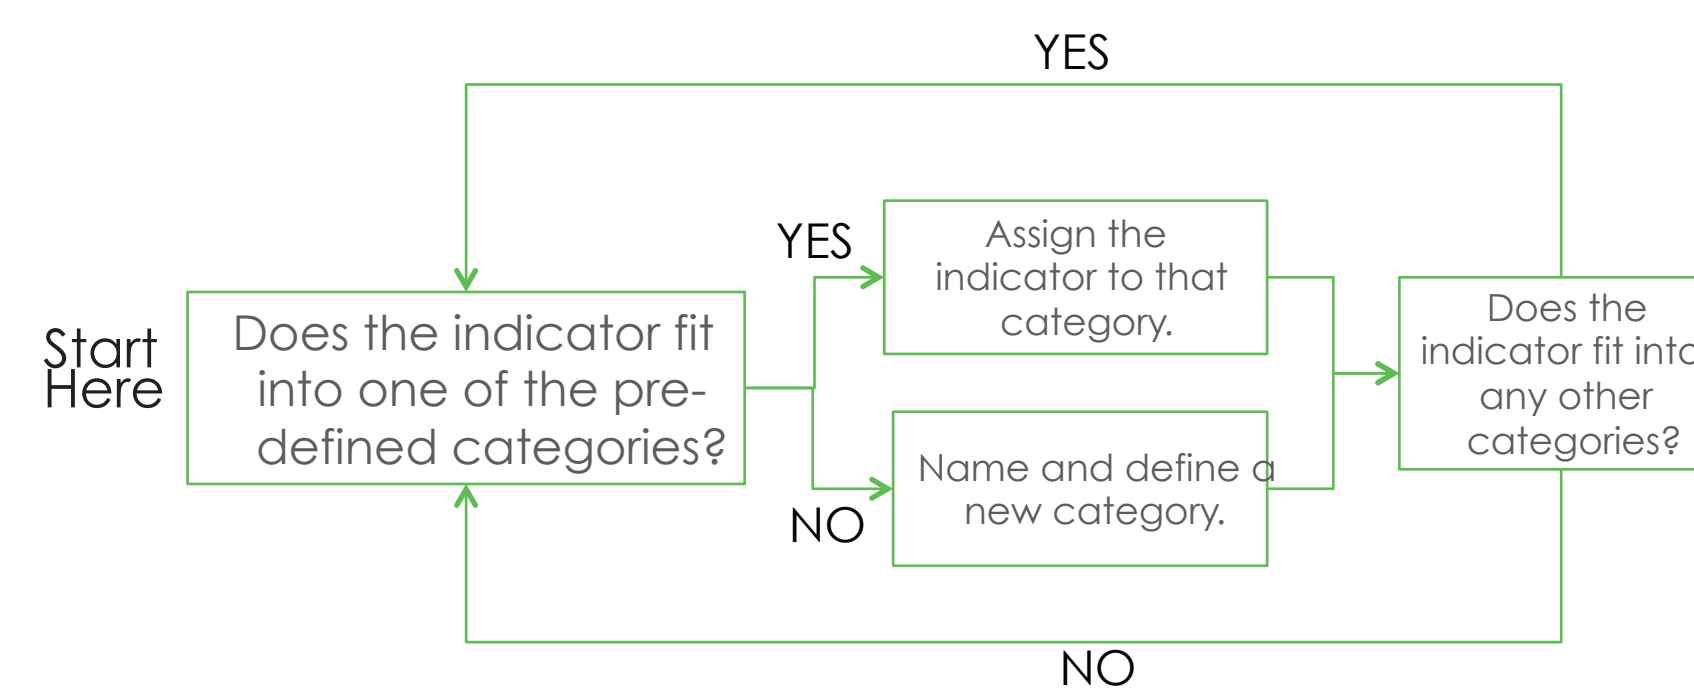 YES
Start
Here
Does the indicator fit
into one of the pre-
defined categories?
YES
Assign the
indicator to that
category.
NO
Name and define a
new category.
Does the
indicator fit into
any other
categories?
NO